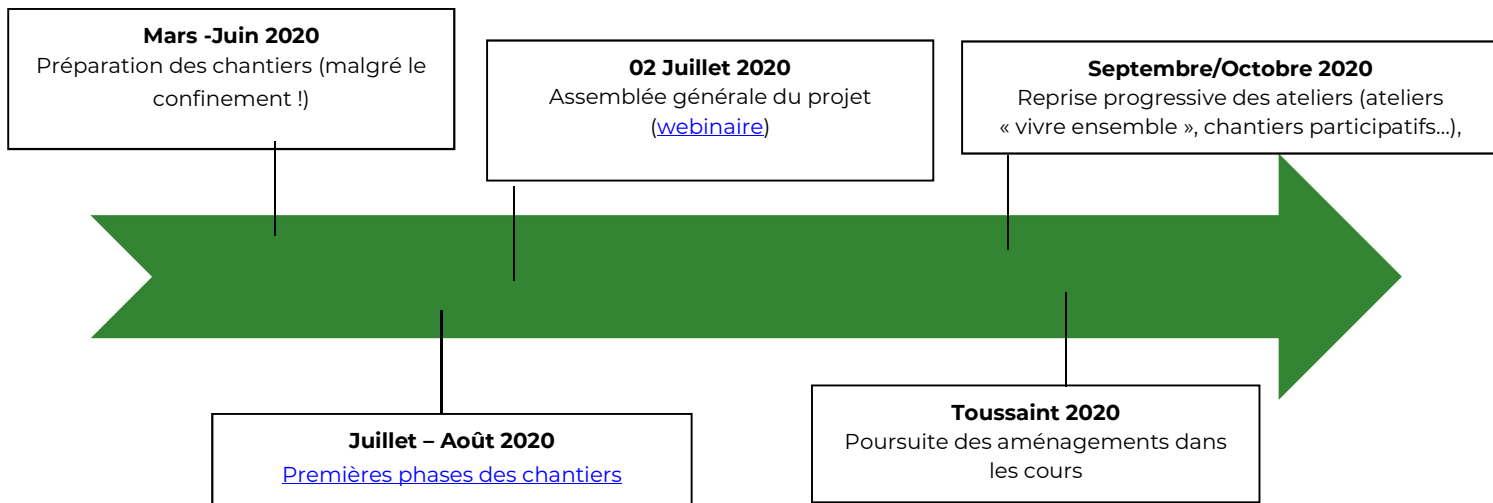 Mars -Juin 2020
Préparation des chantiers (malgré le
confinement !)
02 Juillet 2020
Assemblée générale du projet
(webinaire)
Septembre/Octobre 2020
Reprise progressive des ateliers (ateliers
« vivre ensemble », chantiers participatifs...),
Juillet – Août 2020
Premières phases des chantiers
Toussaint 2020
Poursuite des aménagements dans
les cours